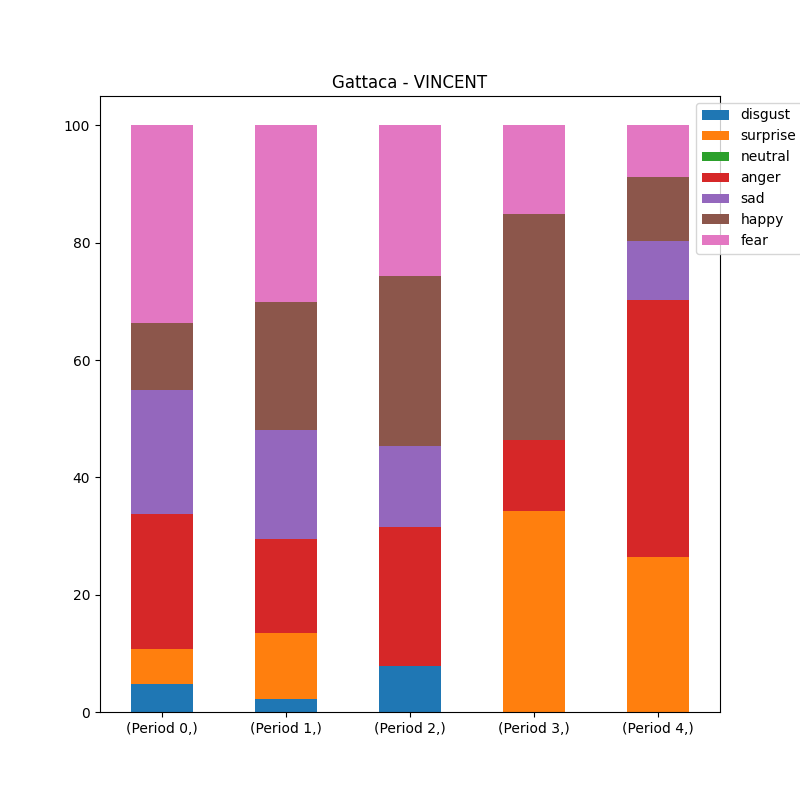 Gattaca - VINCENT
100
80
60
40
20
0
(Period 0,)
(Period 1,)
(Period 2,)
(Period 3,)
(Period 4,)
disgust
surprise
neutral
anger
sad
happy
fear